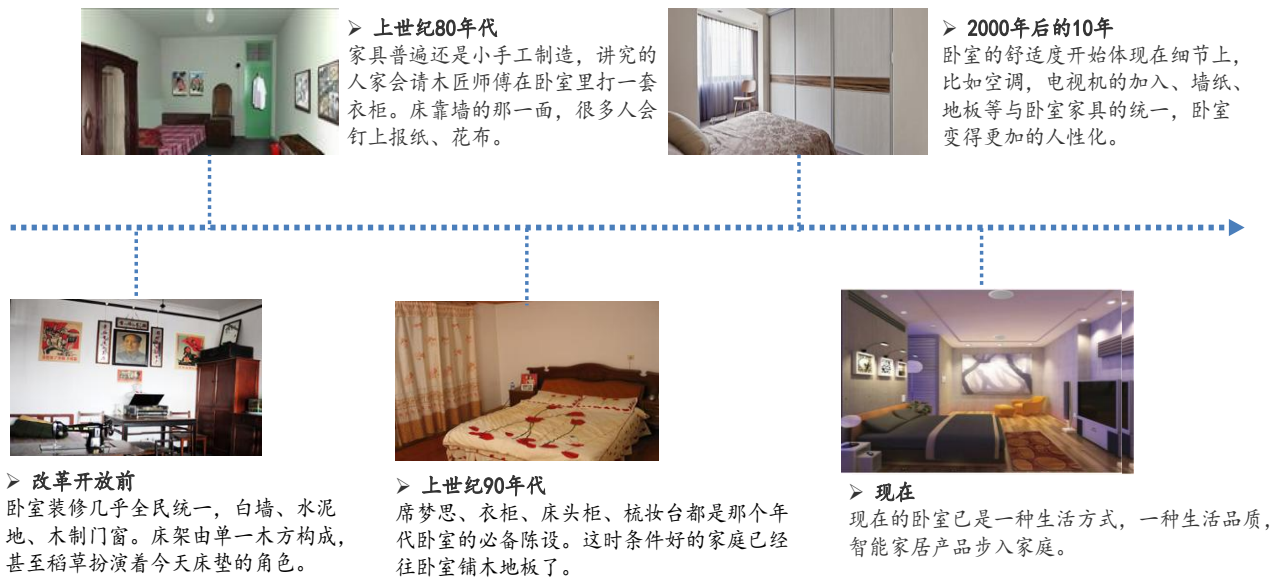 ➢ 上世纪80年代
家具普遍还是小手工制造，讲究的
人家会请木匠师傅在卧室里打一套
衣柜。床靠墙的那一面，很多人会
钉上报纸、花布。
➢ 2000年后的10年
卧室的舒适度开始体现在细节上，
比如空调，电视机的加入、墙纸、
地板等与卧室家具的统一，卧室
变得更加的人性化。
➢ 改革开放前
卧室装修几乎全民统一，白墙、水泥
地、木制门窗。床架由单一木方构成，
甚至稻草扮演着今天床垫的角色。
➢ 上世纪90年代
席梦思、衣柜、床头柜、梳妆台都是那个年
代卧室的必备陈设。这时条件好的家庭已经
往卧室铺木地板了。
➢ 现在
现在的卧室已是一种生活方式，一种生活品质，
智能家居产品步入家庭。